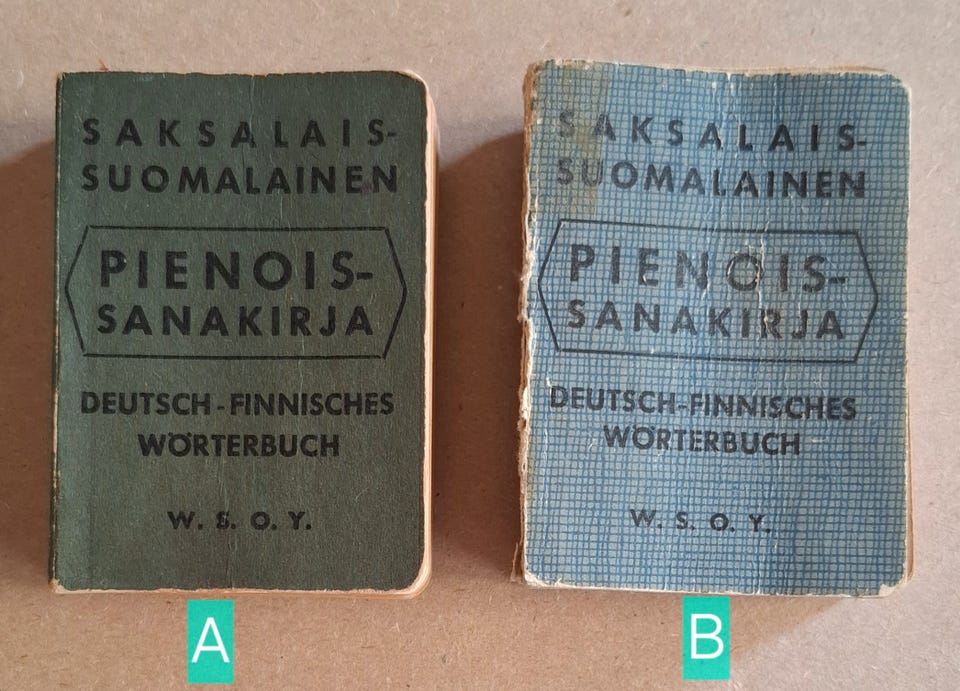 SAKSALAIS-
SUOMALAINEN
PIENOIS-
SANAKIRJA
DEUTSCH-FINNISCHES
WÖRTERBUCH
W. S. O. Y.
A
SAKSALAIS-
SUOMALAINEN
PIENOIS-
SANAKIRJA
DEUTSCH-FINNISCHES
WÖRTERBUCH
W. S. O. Y.
B